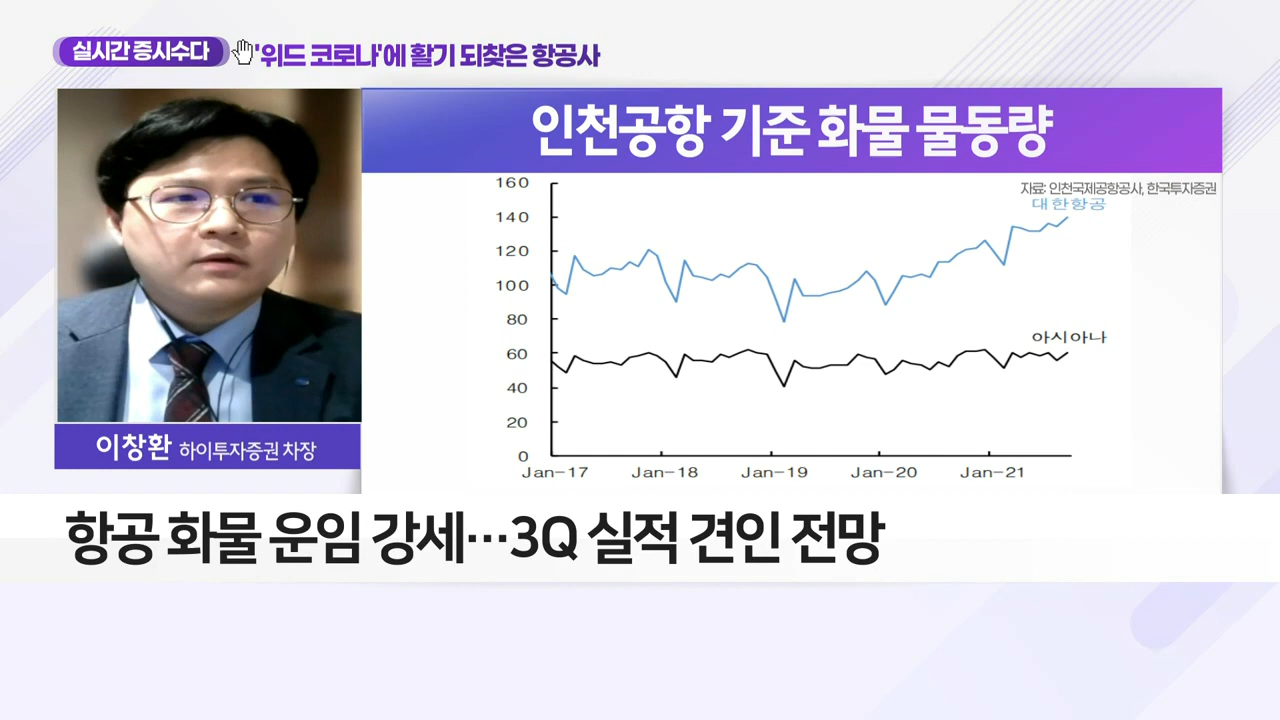 실시간 증시수다
'위드 코로나'에 활기 되찾은 항공사
인천공항 기준 화물 물동량
자료: 인천국제공항공사, 한국투자증권
대한항공
아시아나
160
140
120
100
80
60
40
20
0
Jan-17 Jan-18 Jan-19 Jan-20 Jan-21
이창환 하이투자증권 차장
항공 화물 운임 강세…3Q 실적 견인 전망